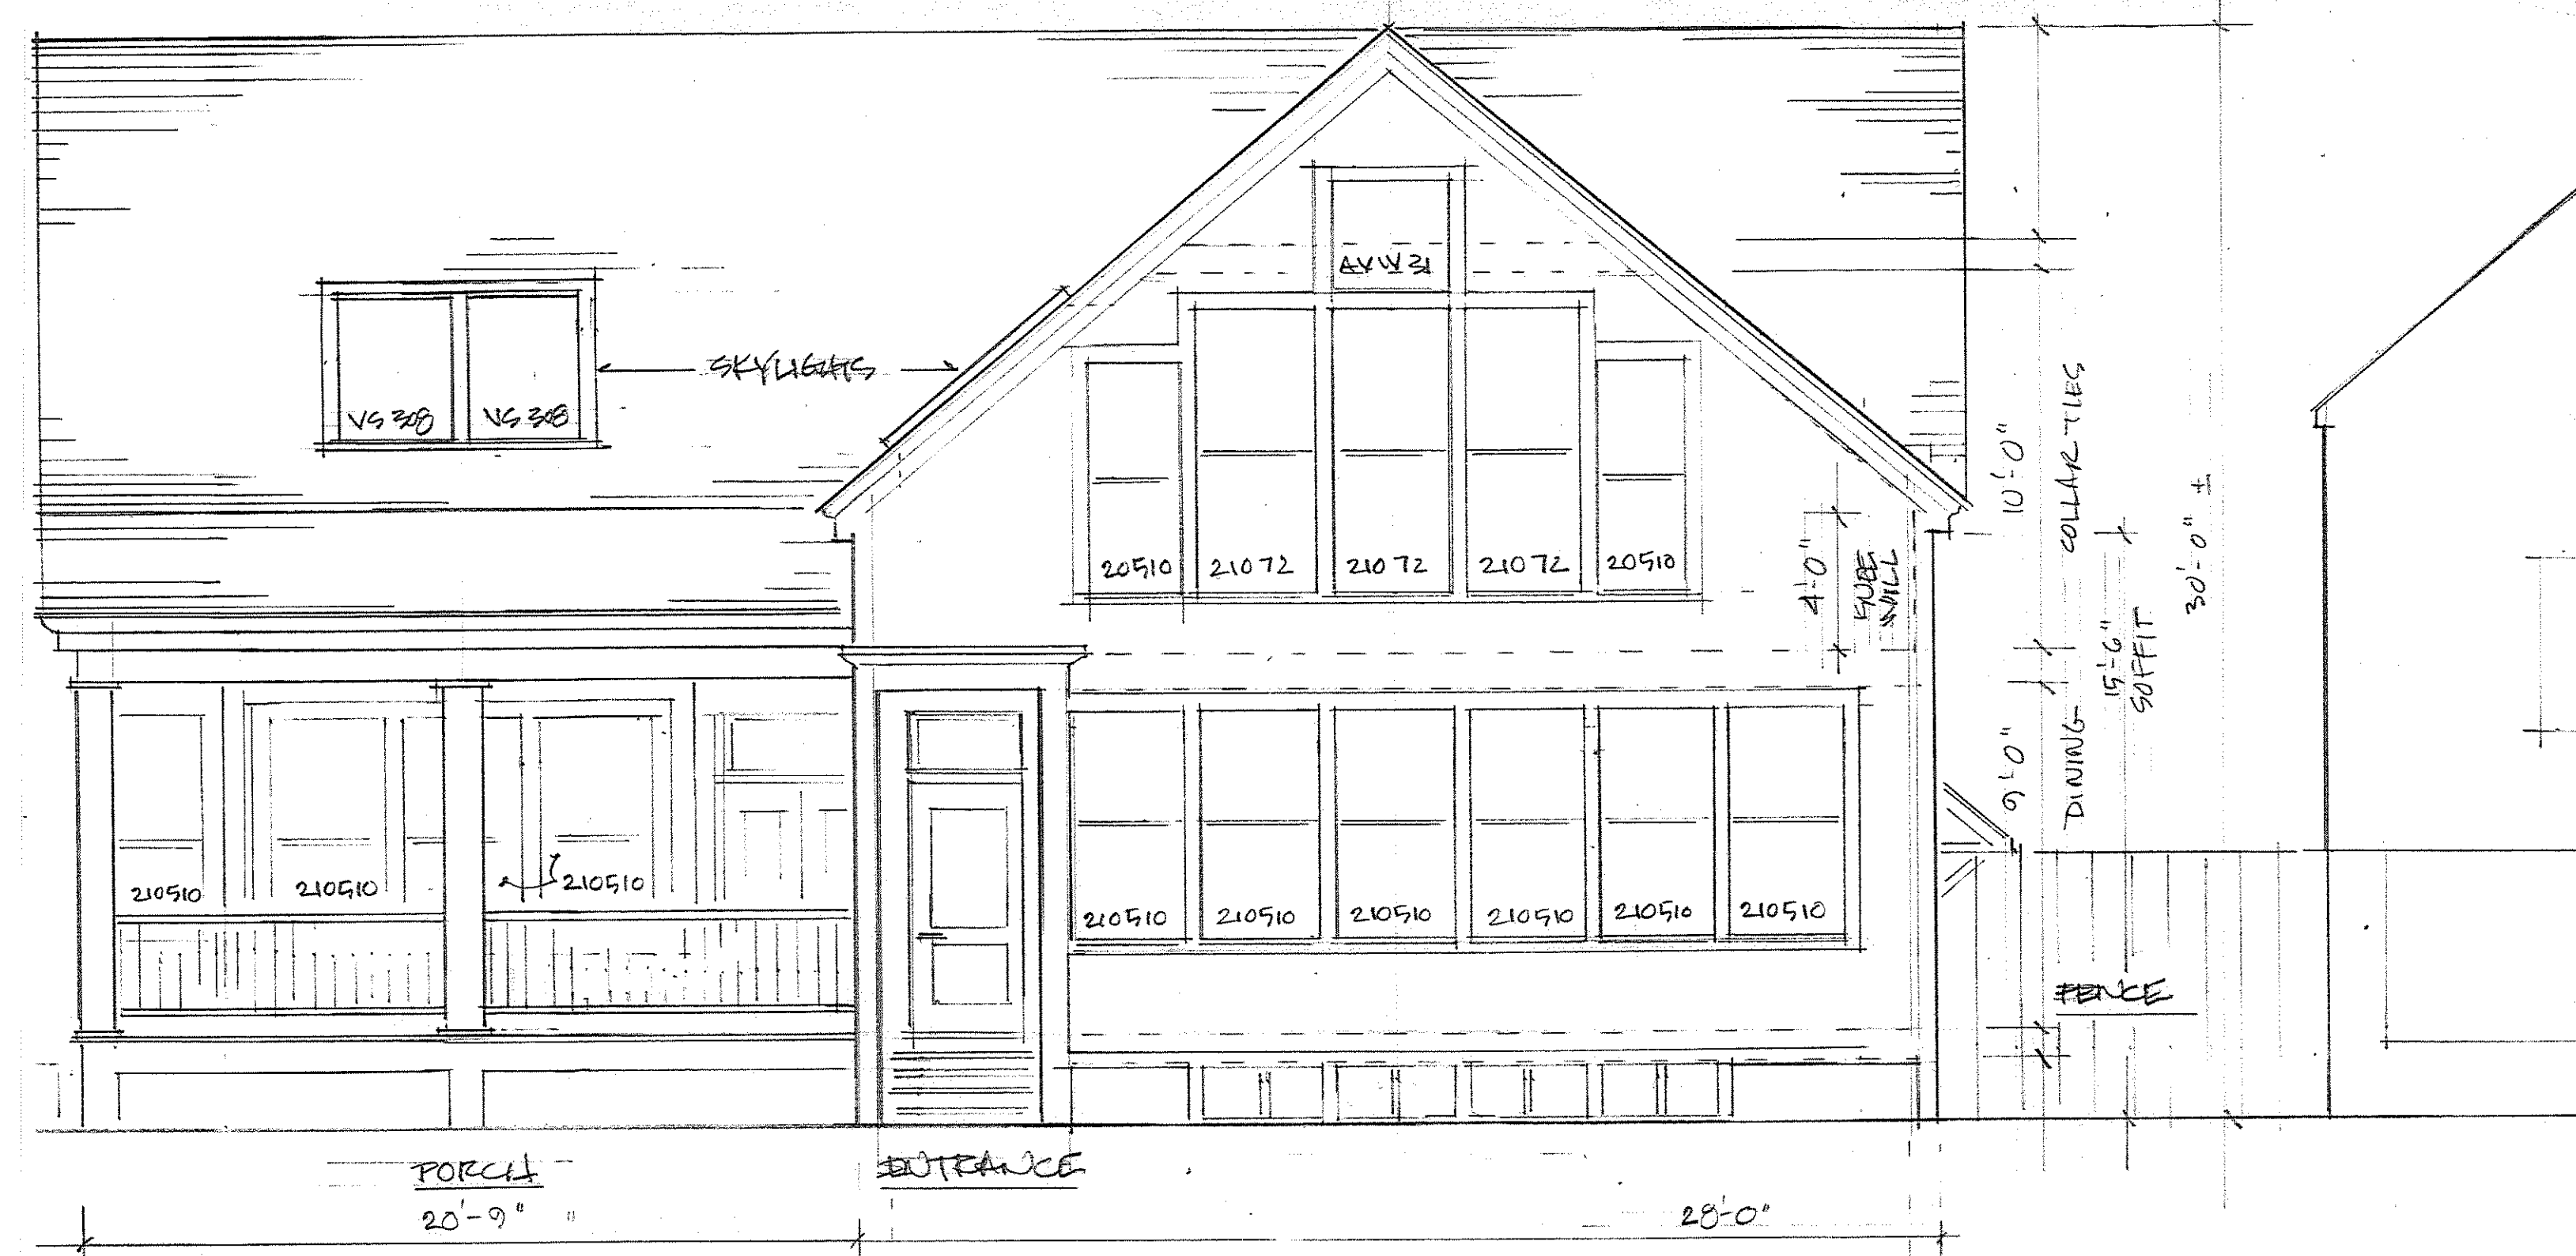 AXW 31
SKYLIGHTS
VS 308 VS 308
20510 21072 21072 21072 20510
4'-0"
KNEE
WALL
10'-0"
COLLAR TIES
15'-6"
SOFFIT
30'-0" ±
9'-0"
DINING
210510 210510 210510
210510 210510 210510 210510 210510 210510
FENCE
PORCH
ENTRANCE
20'-9"
28'-0"